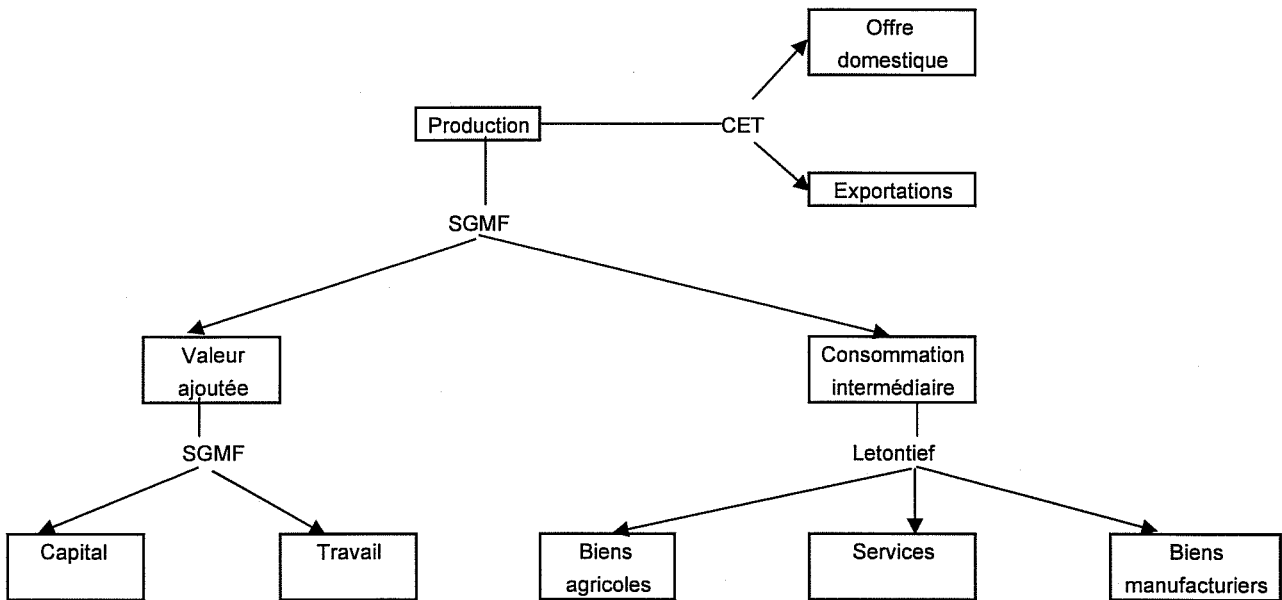 Offre
domestique
Production
CET
Exportations
SGMF
Valeur
ajoutée
Consommation
intermédiaire
SGMF
Letontief
Capital
Travail
Biens
agricoles
Services
Biens
manufacturiers